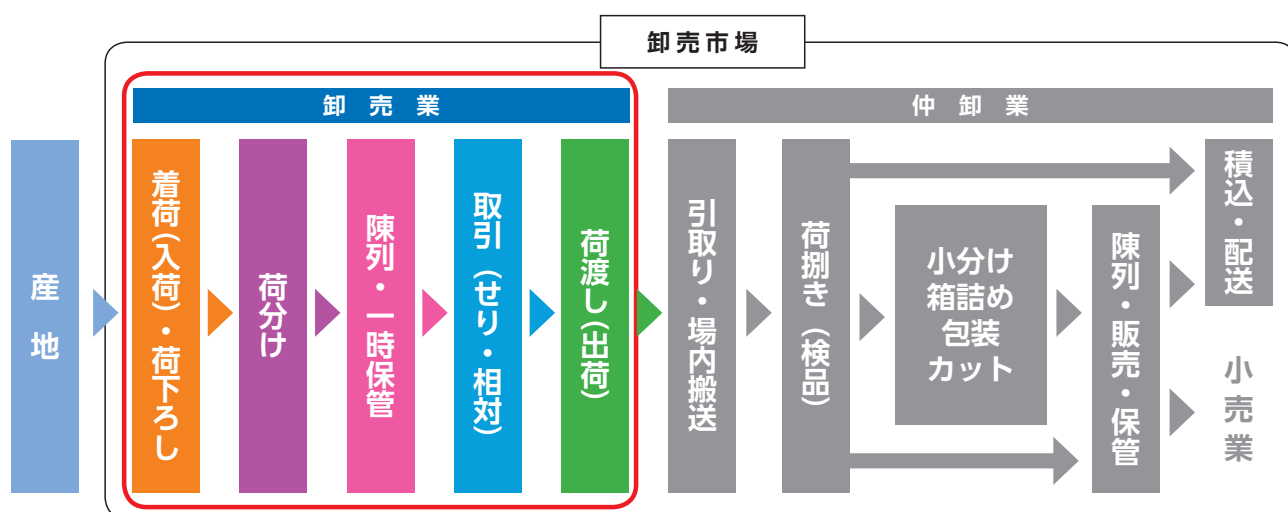 卸売市場
卸売業
仲卸業
産地
着荷(入荷)・荷下ろし
荷分け
陳列・一時保管
取引(せり・相対)
荷渡し(出荷)
引取り・場内搬送
荷捌き(検品)
小分け
箱詰め
包装
カット
陳列・販売・保管
積込・配送
小売業